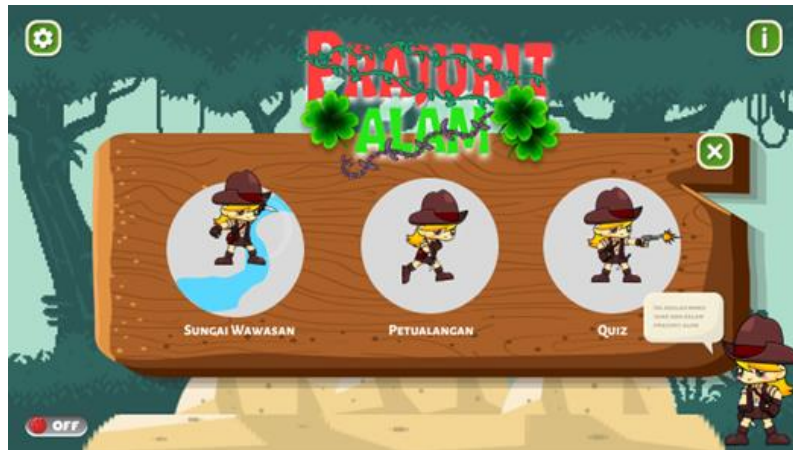 i
PRAJURIT
ALAM
SUNGAI WAWASAN
PETUALANGAN
QUIZ
OFF